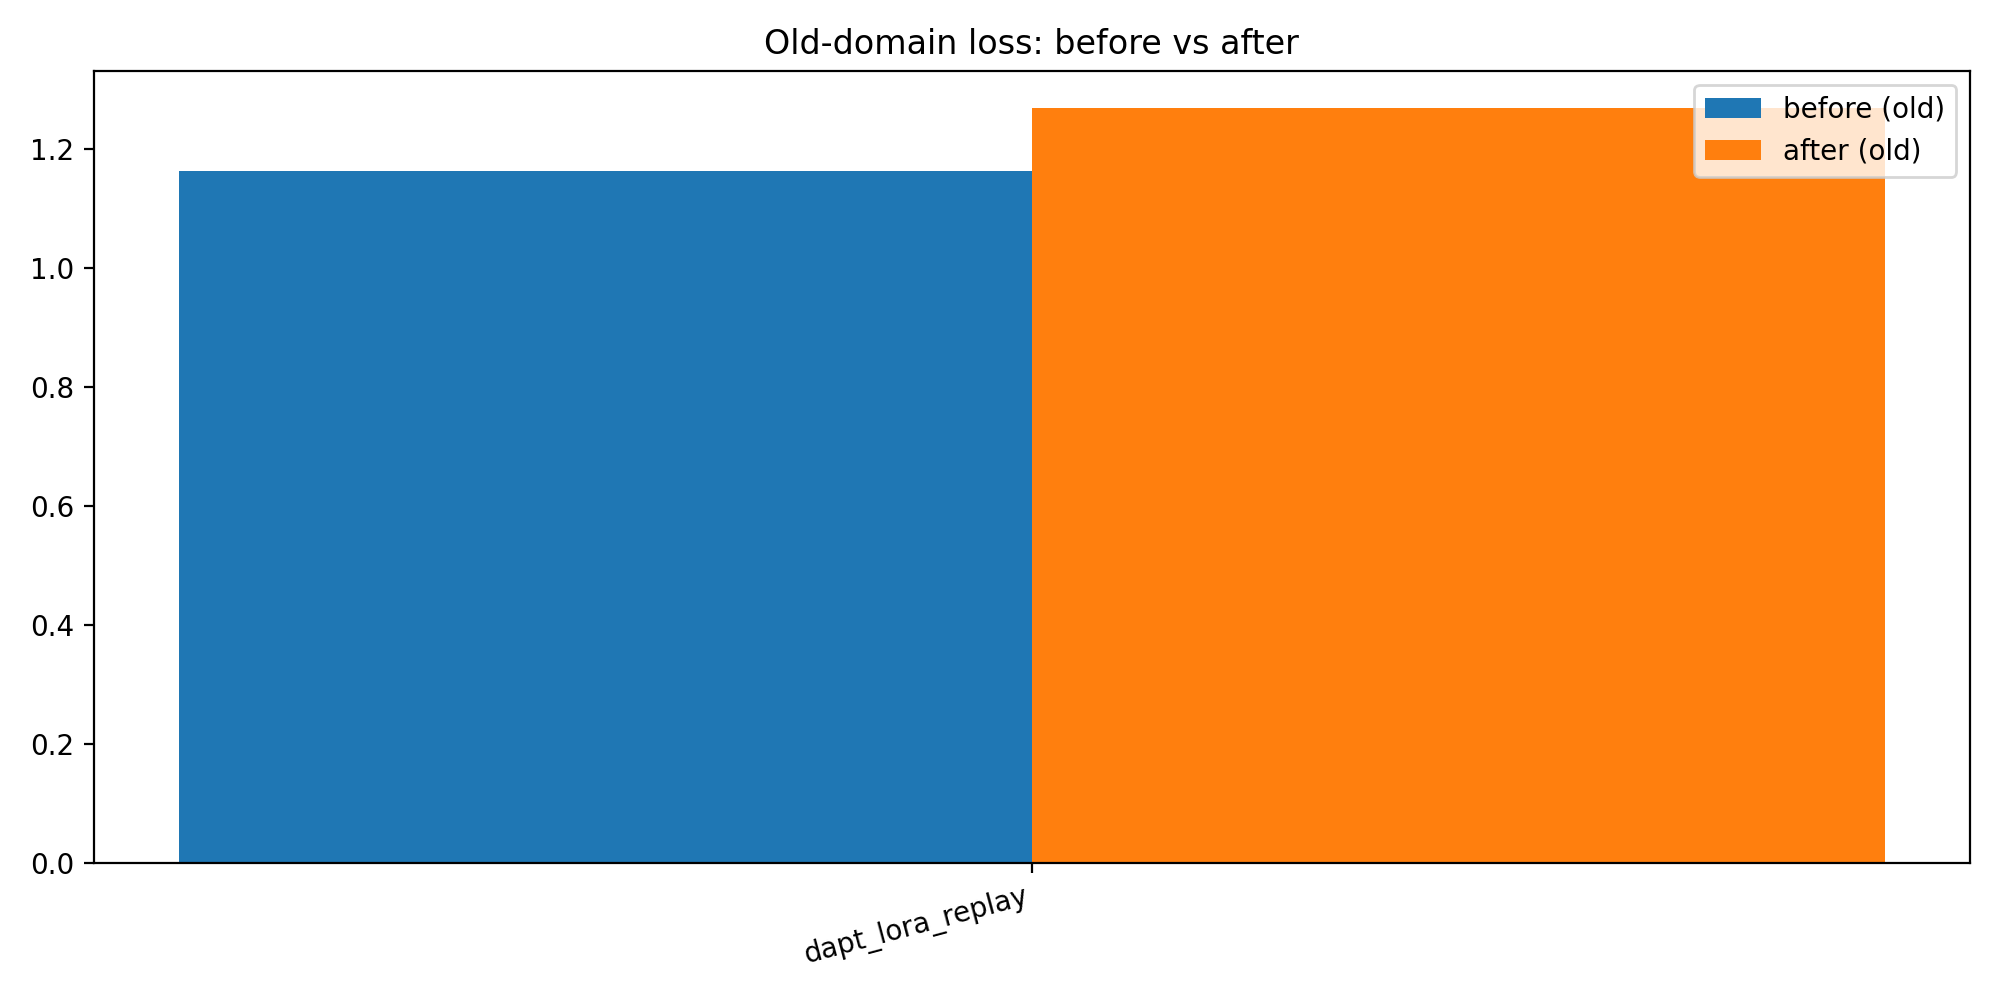 Old-domain loss: before vs after
before (old)
after (old)
1.2
1.0
0.8
0.6
0.4
0.2
0.0
dapt_lora_replay